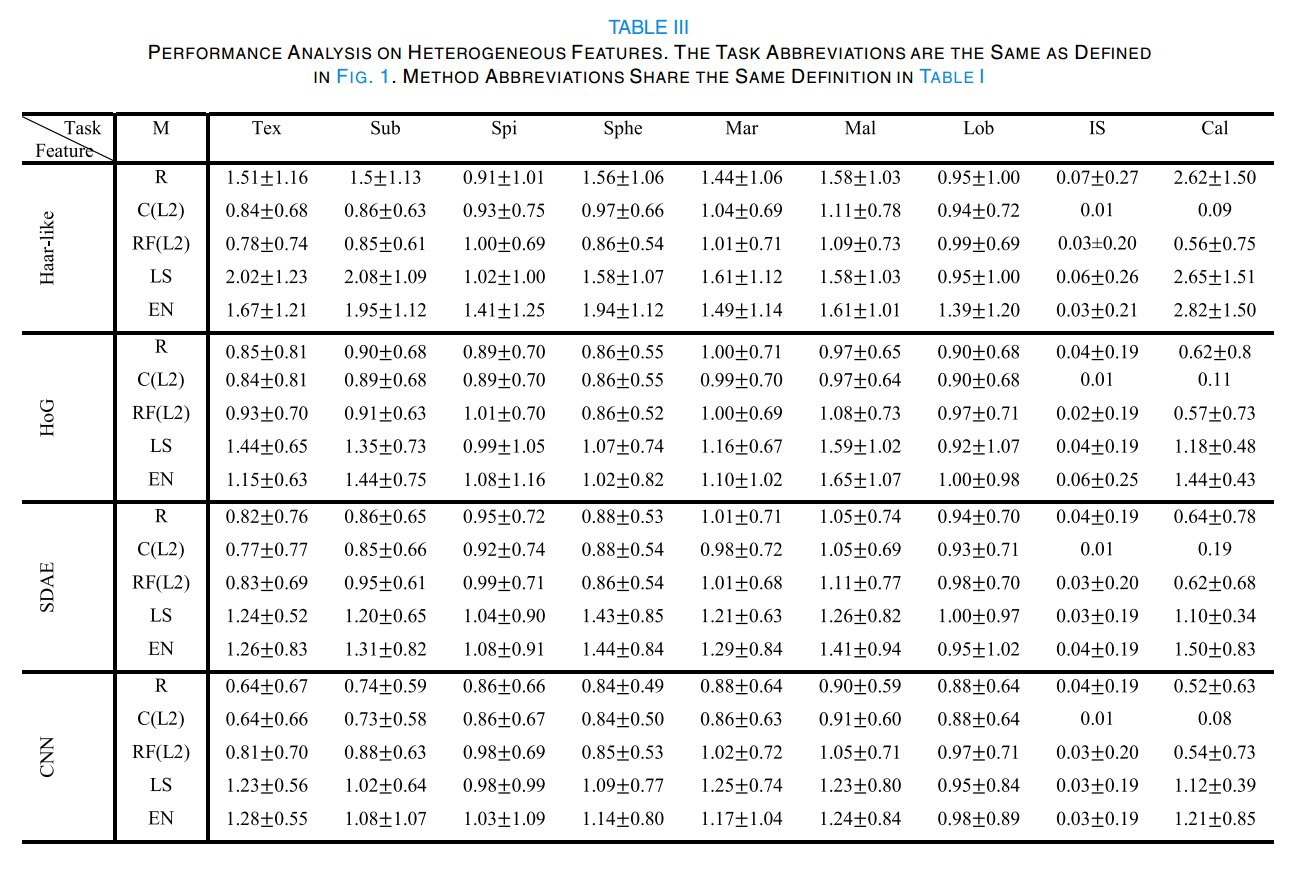 TABLE III
PERFORMANCE ANALYSIS ON HETEROGENEOUS FEATURES. THE TASK ABBREVIATIONS ARE THE SAME AS DEFINED
IN FIG. 1. METHOD ABBREVIATIONS SHARE THE SAME DEFINITION IN TABLE I
Task Feature M Tex Sub Spi Sphe Mar Mal Lob IS Cal
Haar-like
R 1.51±1.16 1.5±1.13 0.91±1.01 1.56±1.06 1.44±1.06 1.58±1.03 0.95±1.00 0.07±0.27 2.62±1.50
C(L2) 0.84±0.68 0.86±0.63 0.93±0.75 0.97±0.66 1.04±0.69 1.11±0.78 0.94±0.72 0.01 0.09
RF(L2) 0.78±0.74 0.85±0.61 1.00±0.69 0.86±0.54 1.01±0.71 1.09±0.73 0.99±0.69 0.03±0.20 0.56±0.75
LS 2.02±1.23 2.08±1.09 1.02±1.00 1.58±1.07 1.61±1.12 1.58±1.03 0.95±1.00 0.06±0.26 2.65±1.51
EN 1.67±1.21 1.95±1.12 1.41±1.25 1.94±1.12 1.49±1.14 1.61±1.01 1.39±1.20 0.03±0.21 2.82±1.50
HoG
R 0.85±0.81 0.90±0.68 0.89±0.70 0.86±0.55 1.00±0.71 0.97±0.65 0.90±0.68 0.04±0.19 0.62±0.8
C(L2) 0.84±0.81 0.89±0.68 0.89±0.70 0.86±0.55 0.99±0.70 0.97±0.64 0.90±0.68 0.01 0.11
RF(L2) 0.93±0.70 0.91±0.63 1.01±0.70 0.86±0.52 1.00±0.69 1.08±0.73 0.97±0.71 0.02±0.19 0.57±0.73
LS 1.44±0.65 1.35±0.73 0.99±1.05 1.07±0.74 1.16±0.67 1.59±1.02 0.92±1.07 0.04±0.19 1.18±0.48
EN 1.15±0.63 1.44±0.75 1.08±1.16 1.02±0.82 1.10±1.02 1.65±1.07 1.00±0.98 0.06±0.25 1.44±0.43
SDAE
R 0.82±0.76 0.86±0.65 0.95±0.72 0.88±0.53 1.01±0.71 1.05±0.74 0.94±0.70 0.04±0.19 0.64±0.78
C(L2) 0.77±0.77 0.85±0.66 0.92±0.74 0.88±0.54 0.98±0.72 1.05±0.69 0.93±0.71 0.01 0.19
RF(L2) 0.83±0.69 0.95±0.61 0.99±0.71 0.86±0.54 1.01±0.68 1.11±0.77 0.98±0.70 0.03±0.20 0.62±0.68
LS 1.24±0.52 1.20±0.65 1.04±0.90 1.43±0.85 1.21±0.63 1.26±0.82 1.00±0.97 0.03±0.19 1.10±0.34
EN 1.26±0.83 1.31±0.82 1.08±0.91 1.44±0.84 1.29±0.84 1.41±0.94 0.95±1.02 0.04±0.19 1.50±0.83
CNN
R 0.64±0.67 0.74±0.59 0.86±0.66 0.84±0.49 0.88±0.64 0.90±0.59 0.88±0.64 0.04±0.19 0.52±0.63
C(L2) 0.64±0.66 0.73±0.58 0.86±0.67 0.84±0.50 0.86±0.63 0.91±0.60 0.88±0.64 0.01 0.08
RF(L2) 0.81±0.70 0.88±0.63 0.98±0.69 0.85±0.53 1.02±0.72 1.05±0.71 0.97±0.71 0.03±0.20 0.54±0.73
LS 1.23±0.56 1.02±0.64 0.98±0.99 1.09±0.77 1.25±0.74 1.23±0.80 0.95±0.84 0.03±0.19 1.12±0.39
EN 1.28±0.55 1.08±1.07 1.03±1.09 1.14±0.80 1.17±1.04 1.24±0.84 0.98±0.89 0.03±0.19 1.21±0.85